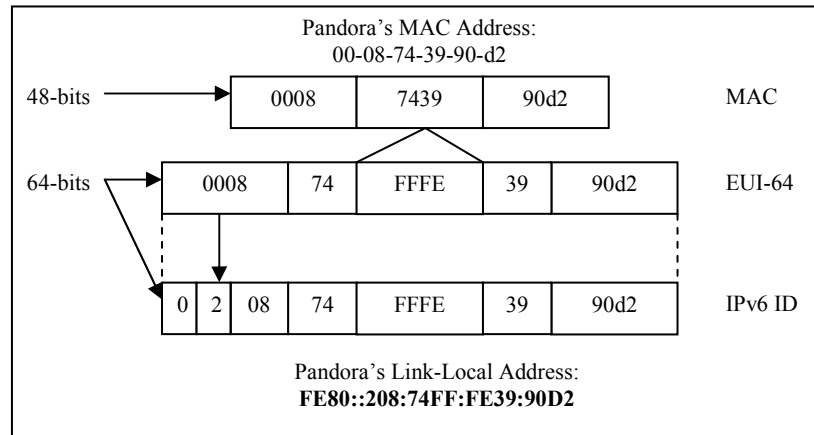 Pandora's MAC Address:
00-08-74-39-90-d2
48-bits 0008 7439 90d2 MAC
64-bits 0008 74 FFFE 39 90d2 EUI-64
0 2 08 74 FFFE 39 90d2 IPv6 ID
Pandora's Link-Local Address:
FE80::208:74FF:FE39:90D2